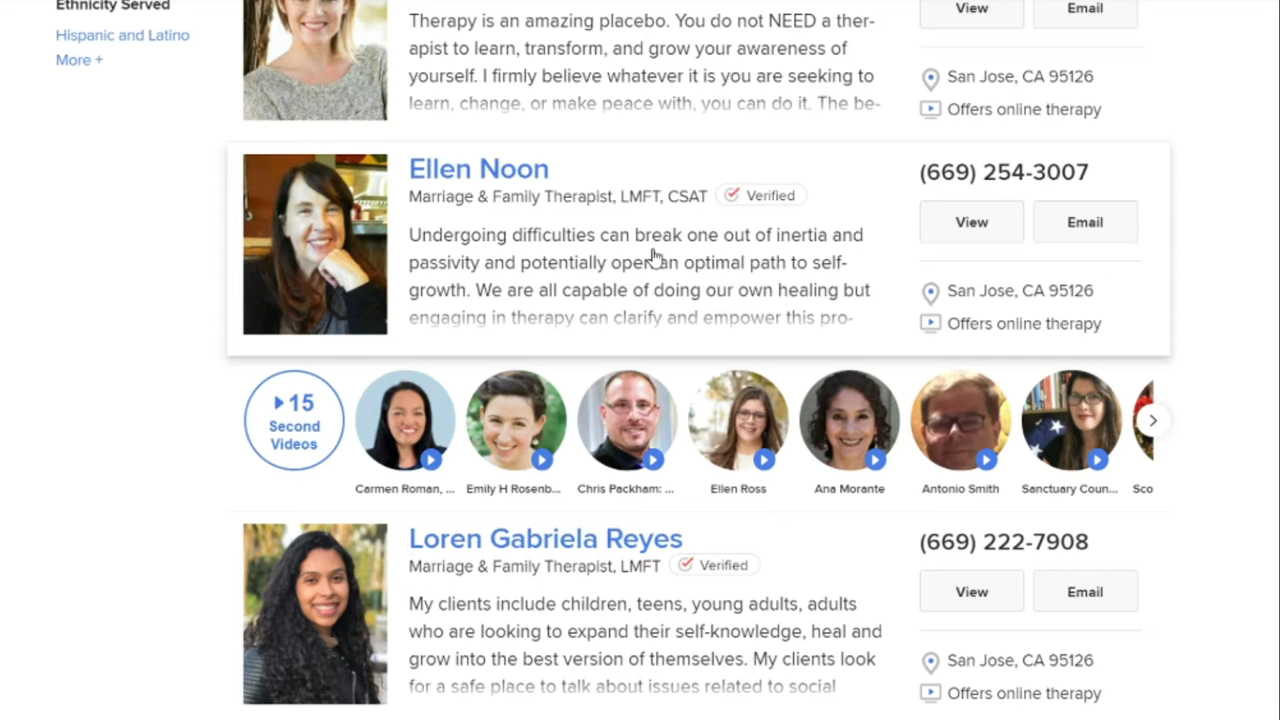 Ethnicity Served
Hispanic and Latino
More +
Therapy is an amazing placebo. You do not NEED a ther-
apist to learn, transform, and grow your awareness of
yourself. I firmly believe whatever it is you are seeking to
learn, change, or make peace with, you can do it. The be-
View
Email
San Jose, CA 95126
Offers online therapy
Ellen Noon
Marriage & Family Therapist, LMFT, CSAT
Verified
Undergoing difficulties can break one out of inertia and
passivity and potentially open an optimal path to self-
growth. We are all capable of doing our own healing but
engaging in therapy can clarify and empower this pro-
(669) 254-3007
View
Email
San Jose, CA 95126
Offers online therapy
15
Second
Videos
Carmen Roman, ...
Emily H Rosenb...
Chris Packham: ...
Ellen Ross
Ana Morante
Antonio Smith
Sanctuary Coun...
Sco
Loren Gabriela Reyes
Marriage & Family Therapist, LMFT
Verified
My clients include children, teens, young adults, adults
who are looking to expand their self-knowledge, heal and
grow into the best version of themselves. My clients look
for a safe place to talk about issues related to social
(669) 222-7908
View
Email
San Jose, CA 95126
Offers online therapy